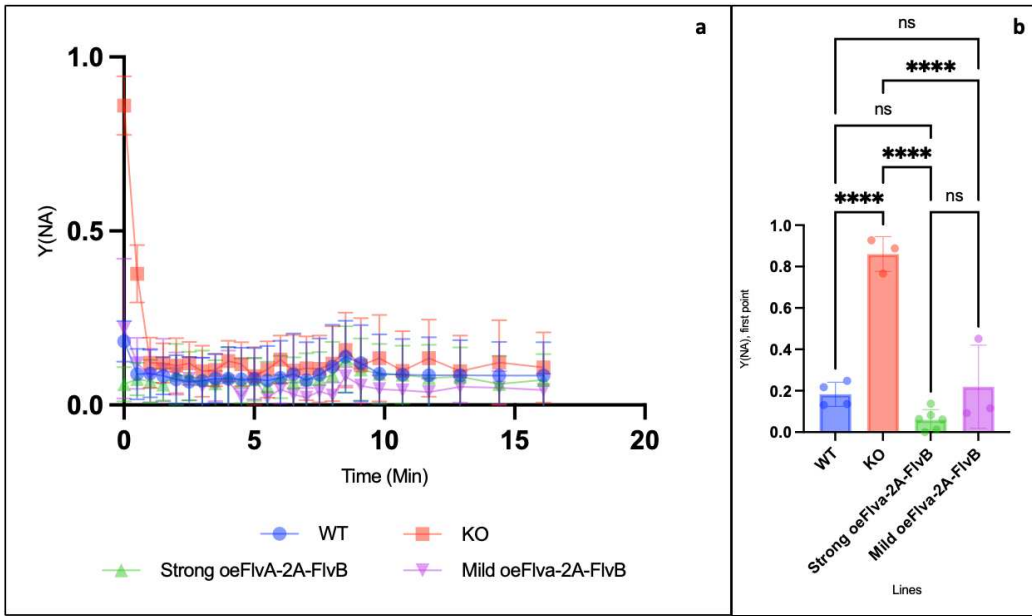 a
1.0
0.5
0.0
Y(NA)
0
5
10
15
20
Time (Min)
WT
KO
Strong oeFlvA-2A-FlvB
Mild oeFlva-2A-FlvB
b
ns
****
ns
****
****
ns
1.0
0.8
0.6
0.4
0.2
0.0
Y(NA), first point
WT
KO
Strong oeFlva-2A-FlvB
Mild oeFlva-2A-FlvB
Lines